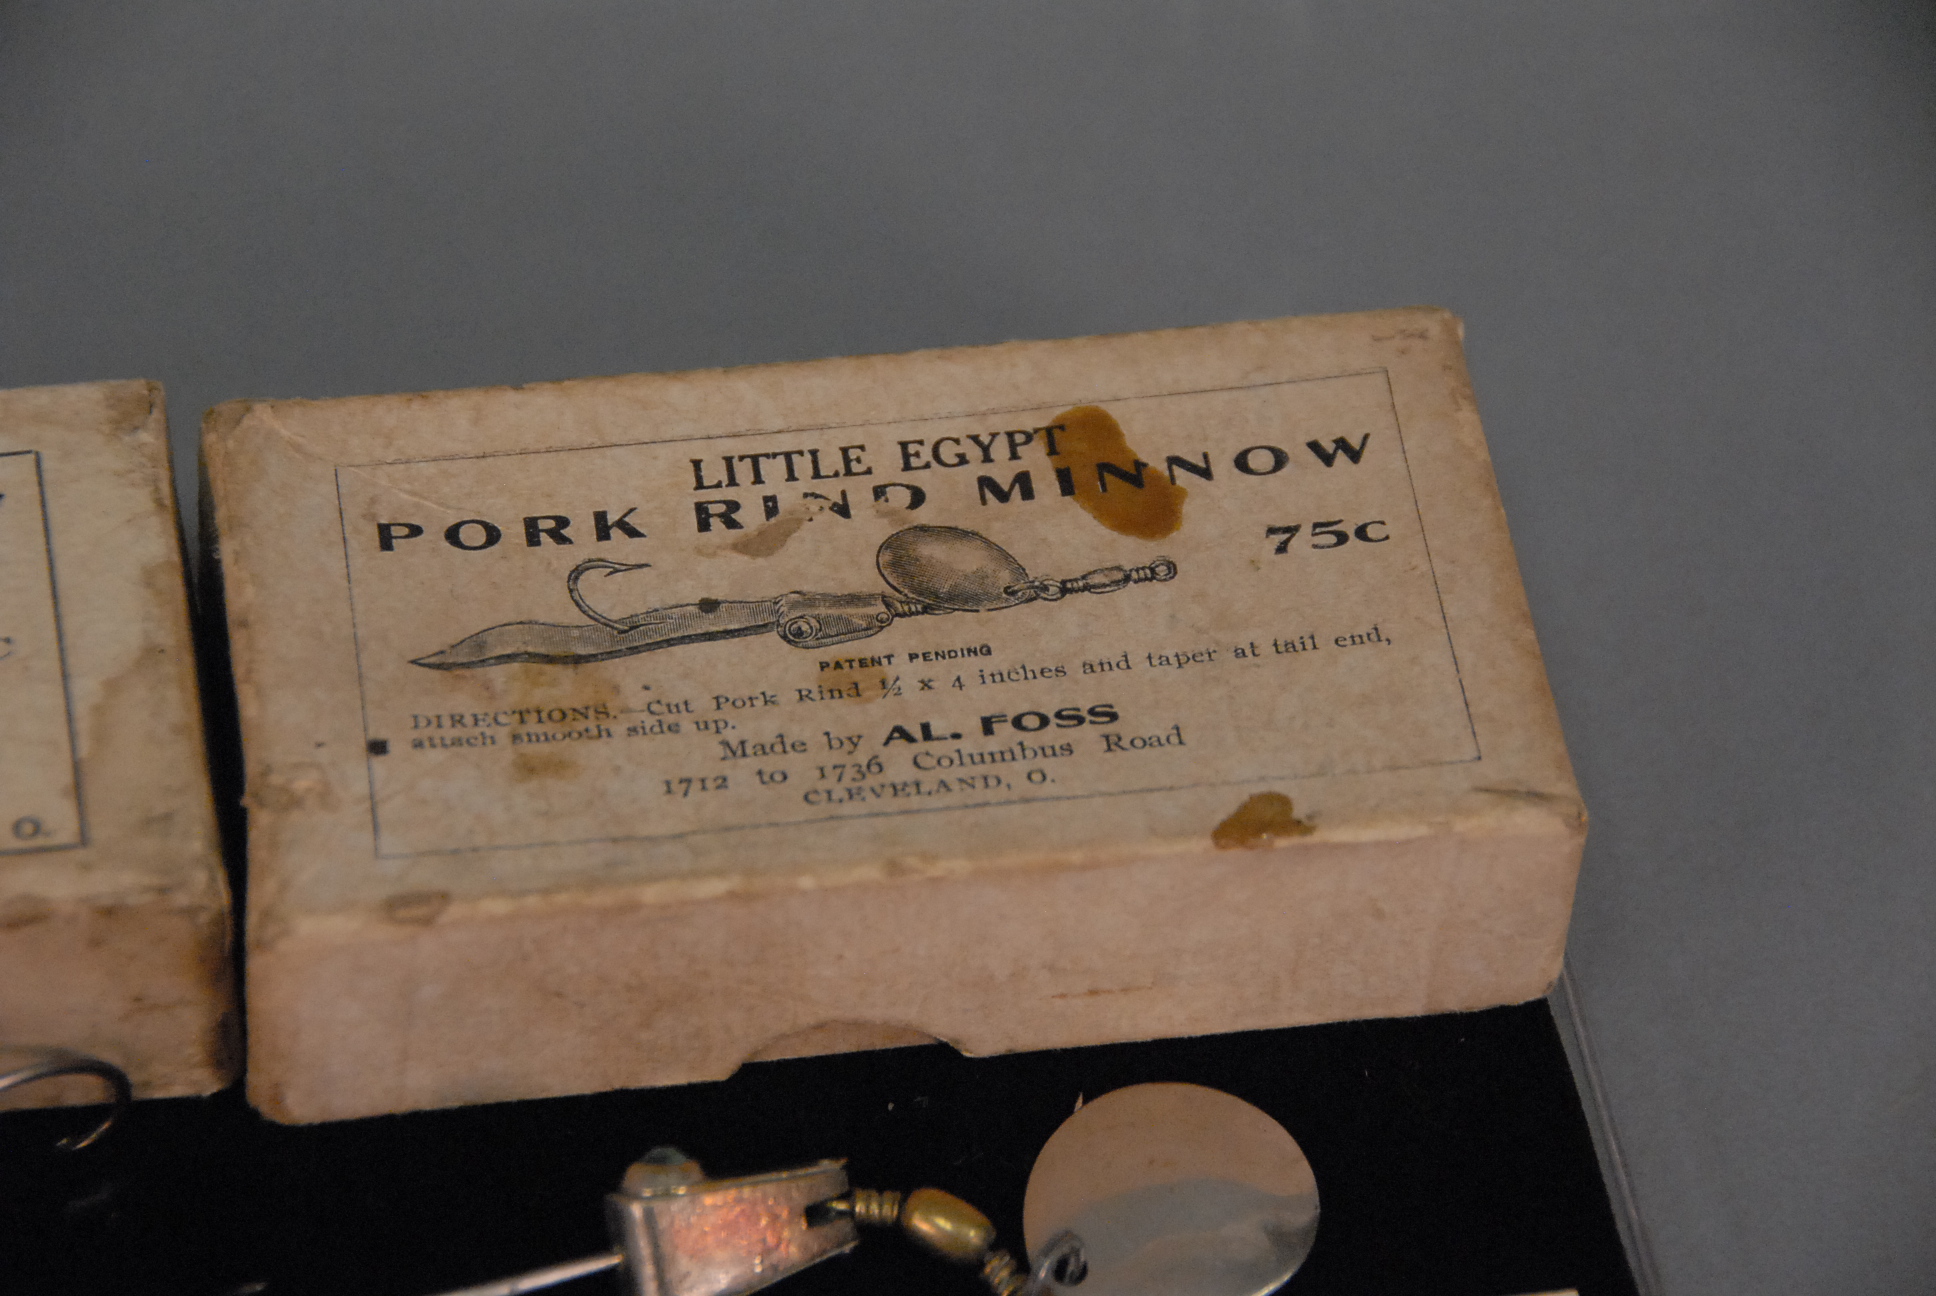 LITTLE EGYPT
PORK RIND MINNOW
75C
PATENT PENDING
DIRECTIONS.—Cut Pork Rind ½ x 4 inches and taper at tail end,
attach smooth side up.
Made by AL. FOSS
1712 to 1736 Columbus Road
CLEVELAND, O.
O.